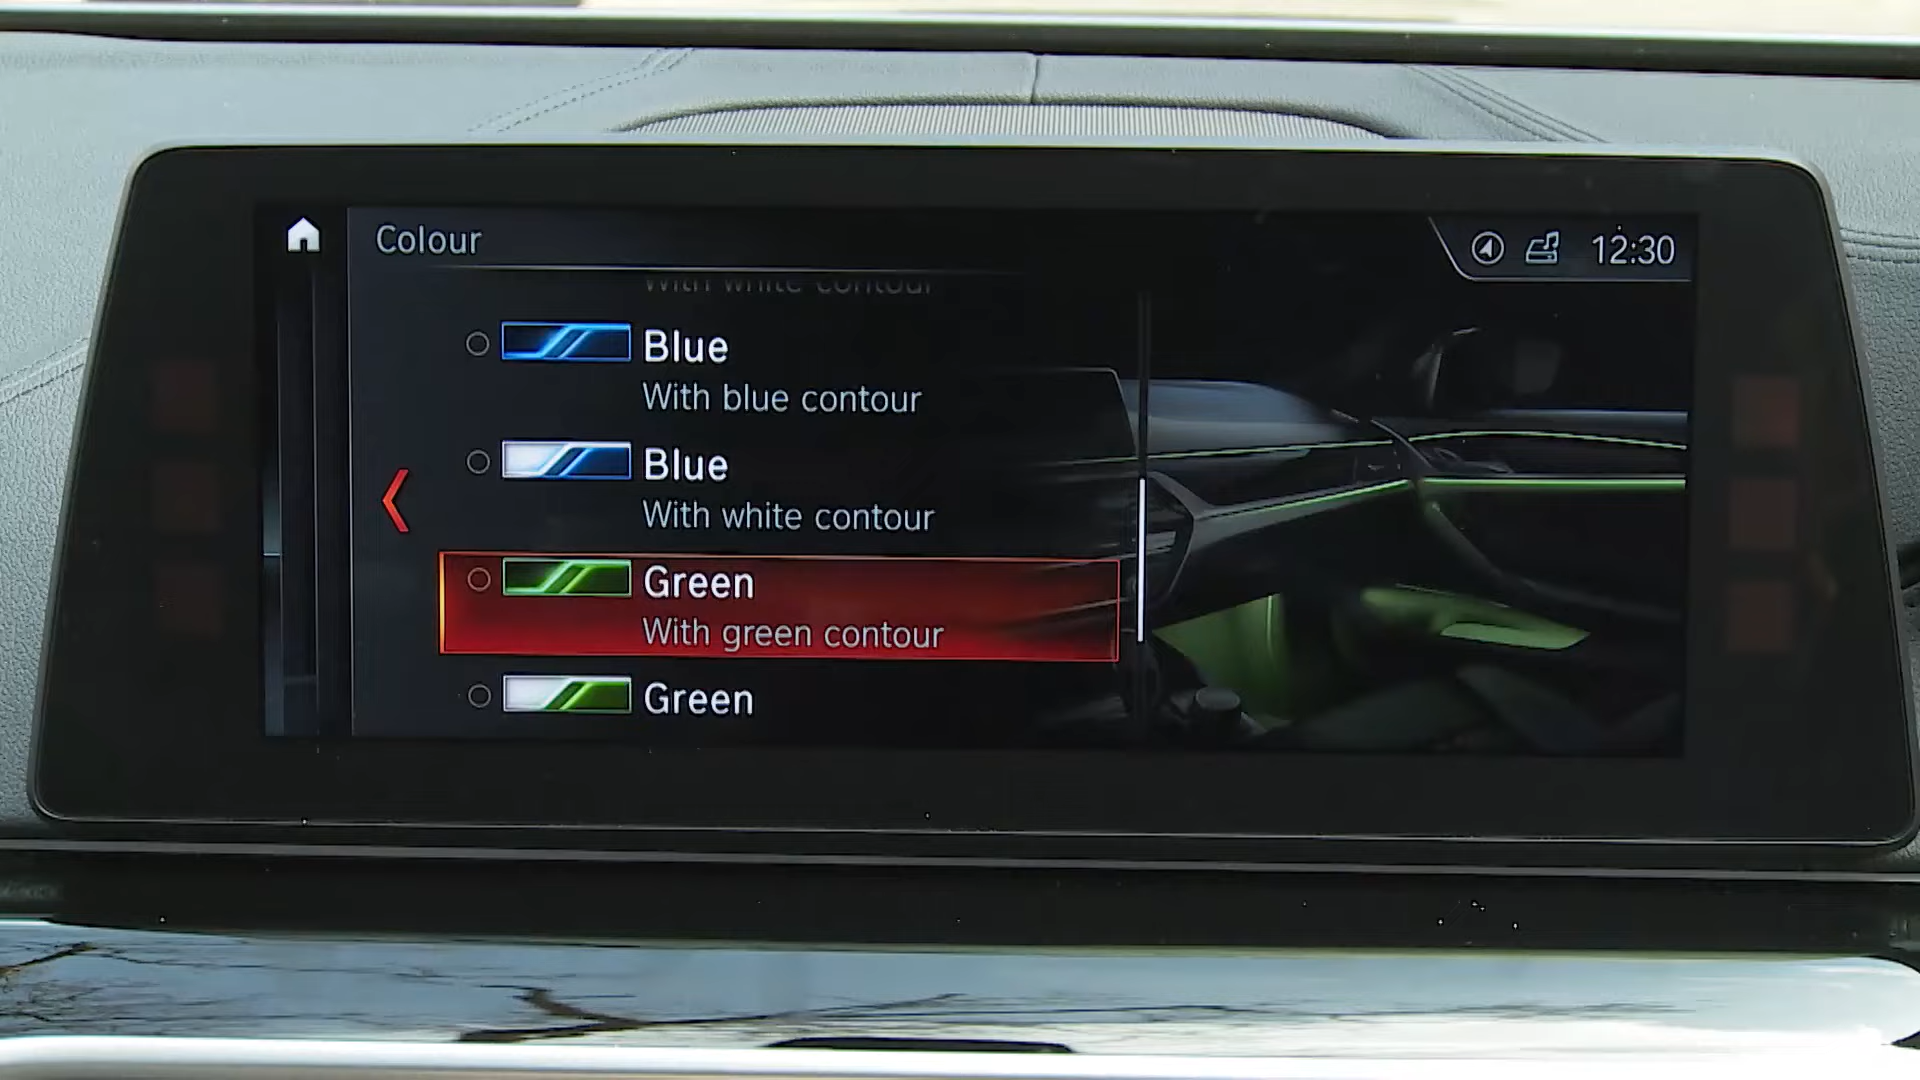 Colour
12:30
With white contour
Blue
With blue contour
Blue
With white contour
Green
With green contour
Green